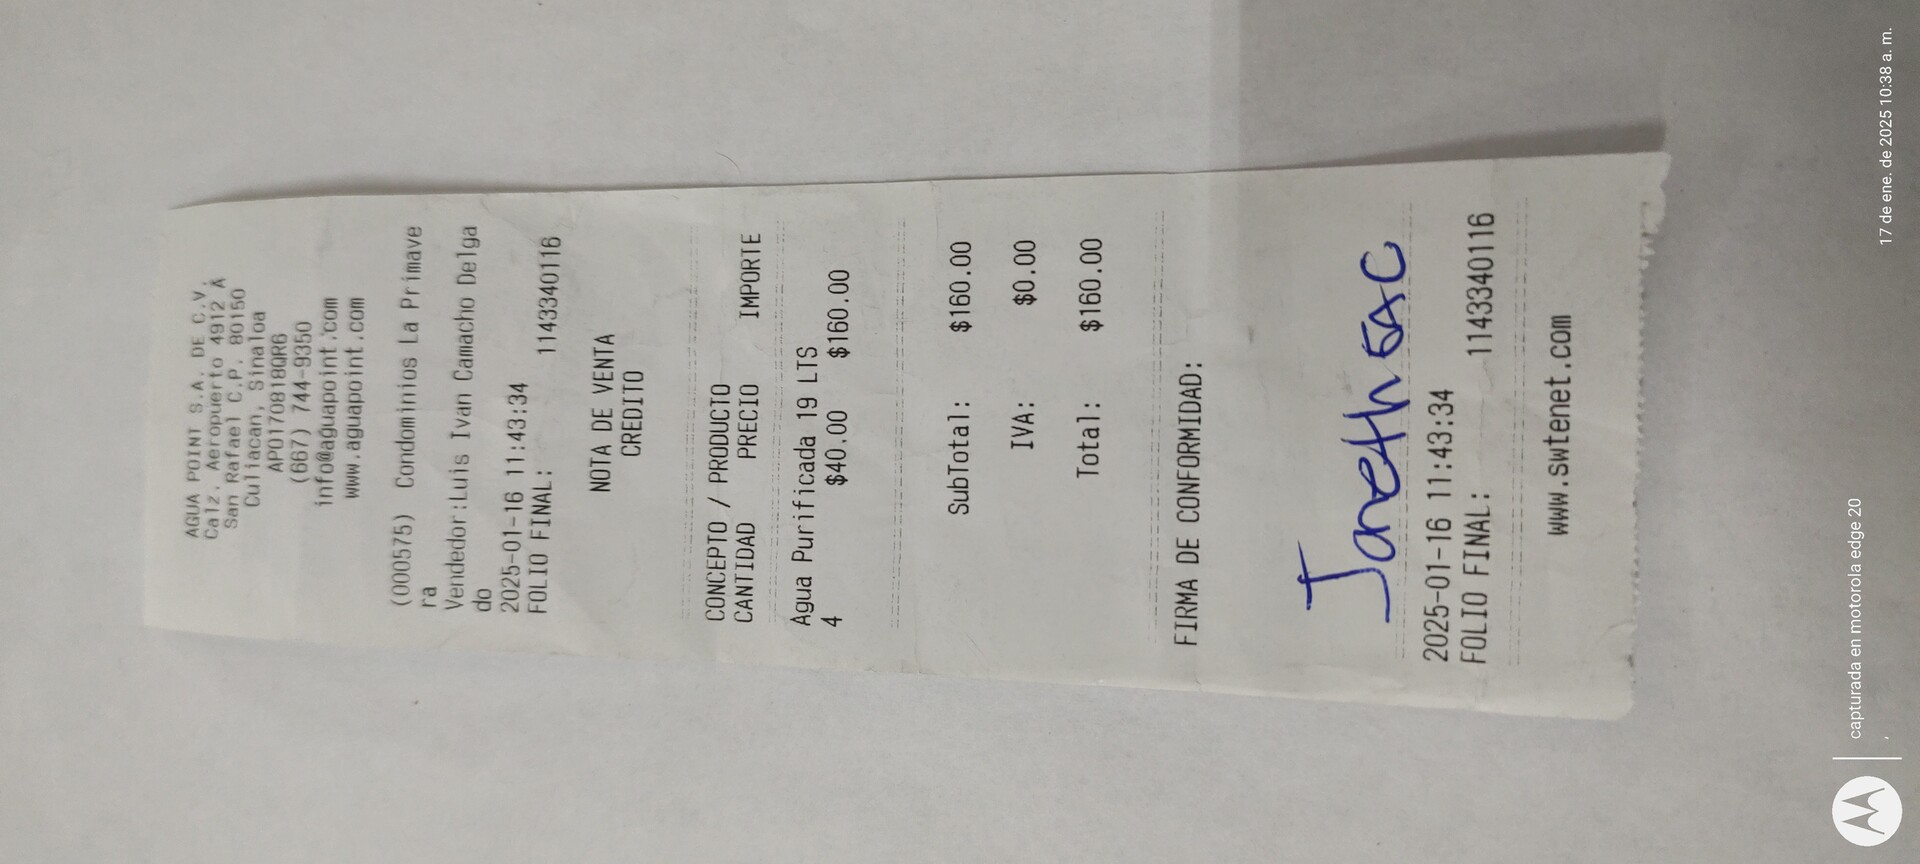 AGUA POINT S.A. DE C.V.
Calz. Aeropuerto 4912 A
San Rafael C.P. 80150
Culiacan, Sinaloa
APO170818QR6
(667) 744-9350
info@aguapoint.com
www.aguapoint.com
(000575) Condominios La Primave
ra
Vendedor:Luis Ivan Camacho Delga
do
2025-01-16 11:43:34
FOLIO FINAL: 1143340116
NOTA DE VENTA
CREDITO
CONCEPTO / PRODUCTO
CANTIDAD PRECIO IMPORTE
Agua Purificada 19 LTS
4 $40.00 $160.00
SubTotal: $160.00
IVA: $0.00
Total: $160.00
FIRMA DE CONFORMIDAD:
Janeth
2025-01-16 11:43:34
FOLIO FINAL: 1143340116
www.swtenet.com
capturada en motorola edge 20
17 de ene. de 2025 10:38 a. m.